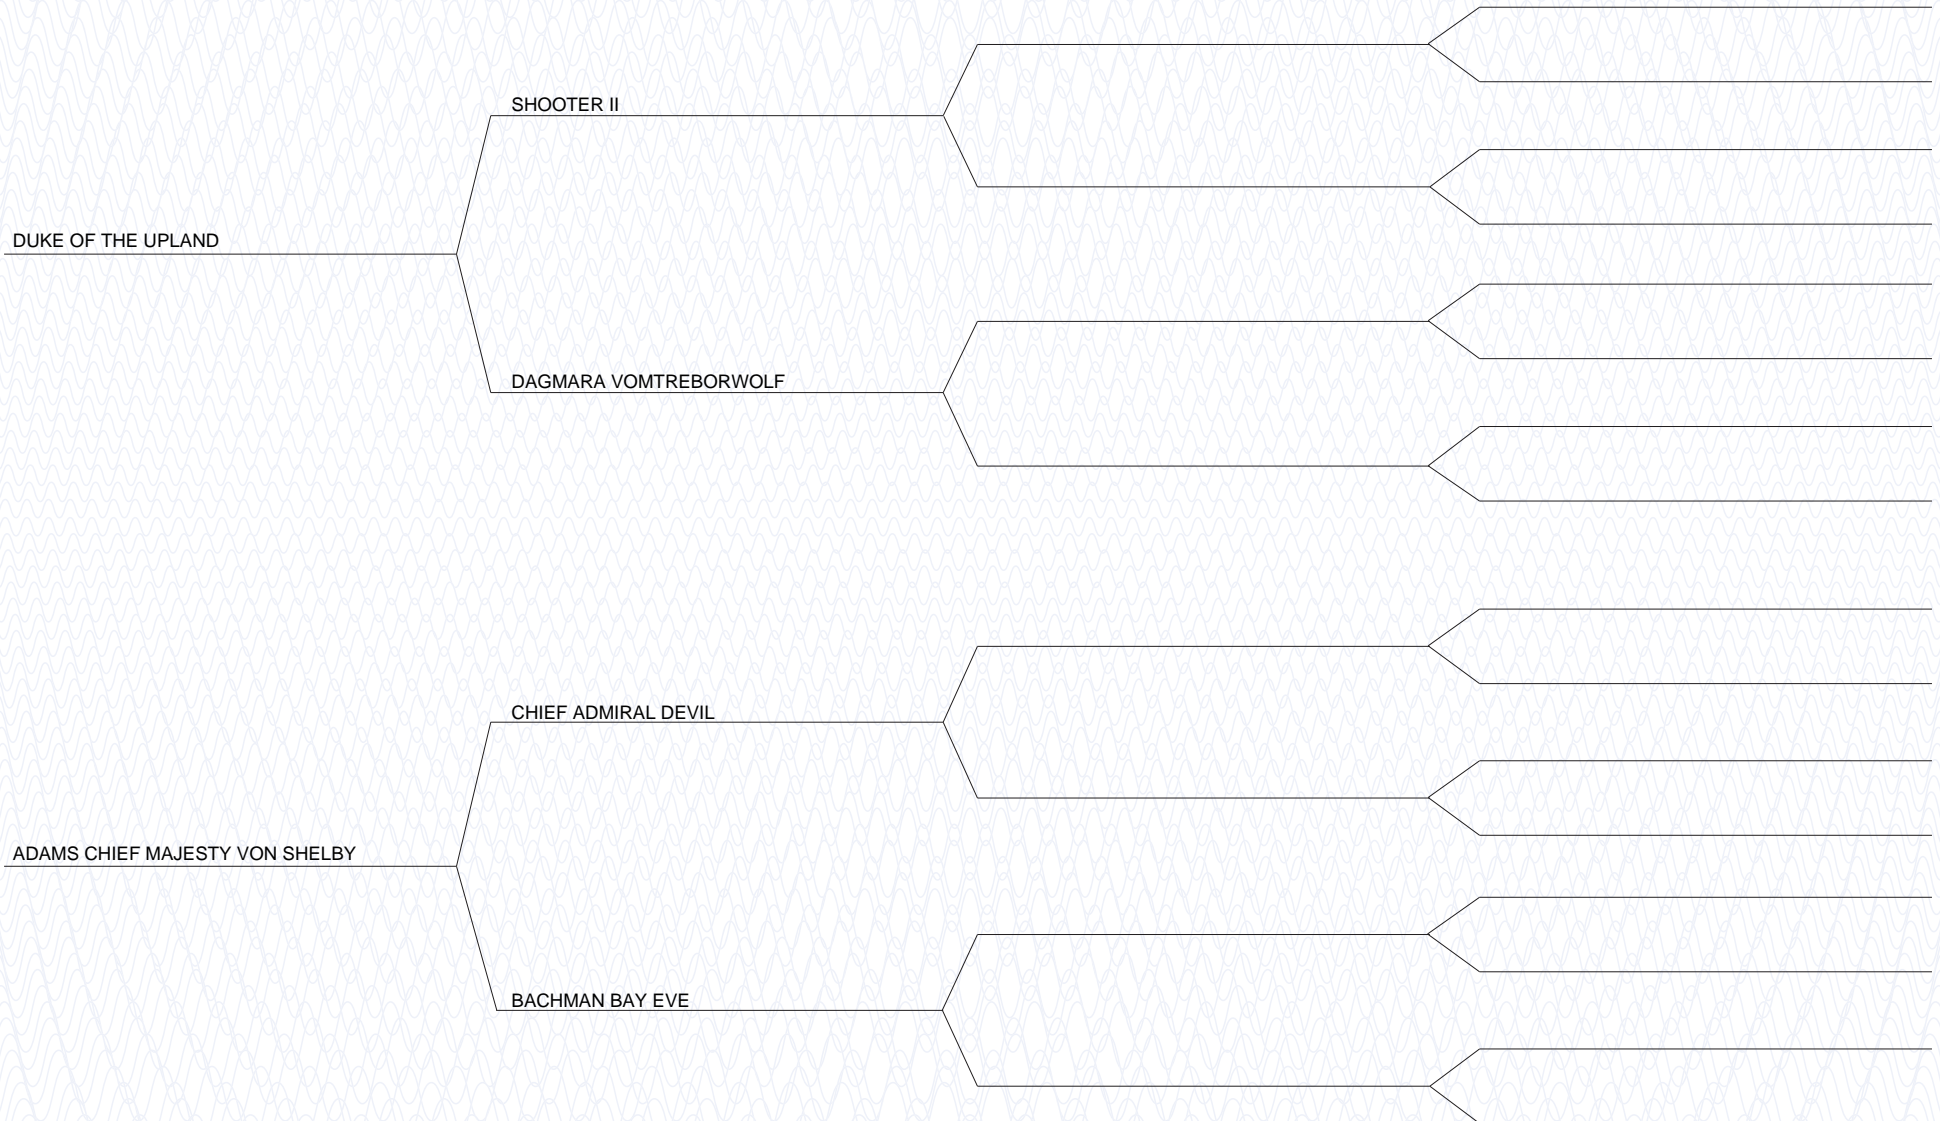 SHOOTER II
DUKE OF THE UPLAND
DAGMARA VOMTREBORWOLF
CHIEF ADMIRAL DEVIL
ADAMS CHIEF MAJESTY VON SHELBY
BACHMAN BAY EVE